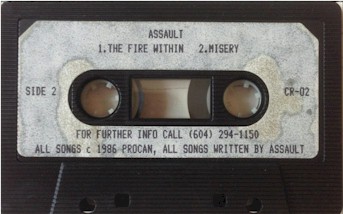 ASSAULT
1.THE FIRE WITHIN 2.MISERY
SIDE 2
CR-02
FOR FURTHER INFO CALL (604) 294-1150
ALL SONGS c 1986 PROCAN, ALL SONGS WRITTEN BY ASSAULT